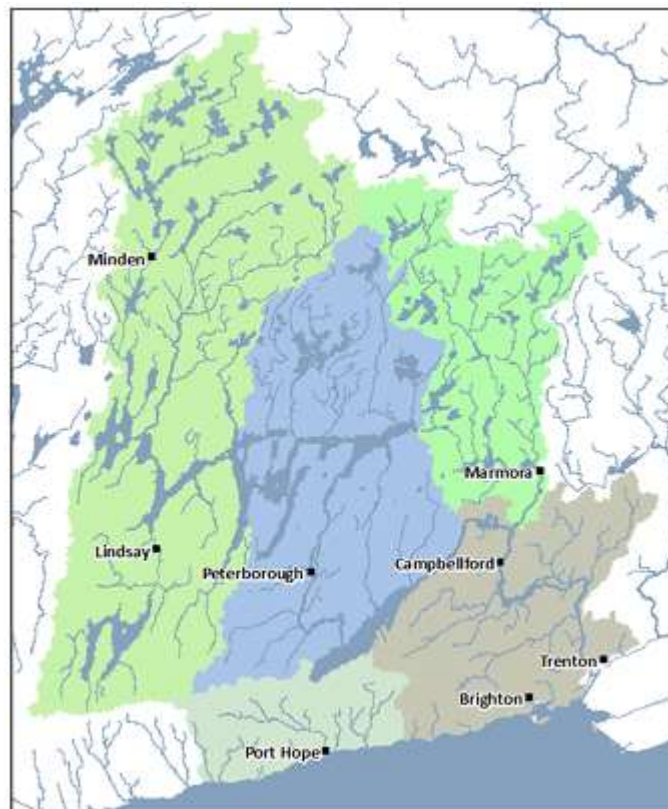 Minden
Marmora
Lindsay
Campbellford
Peterborough
Trenton
Brighton
Port Hope